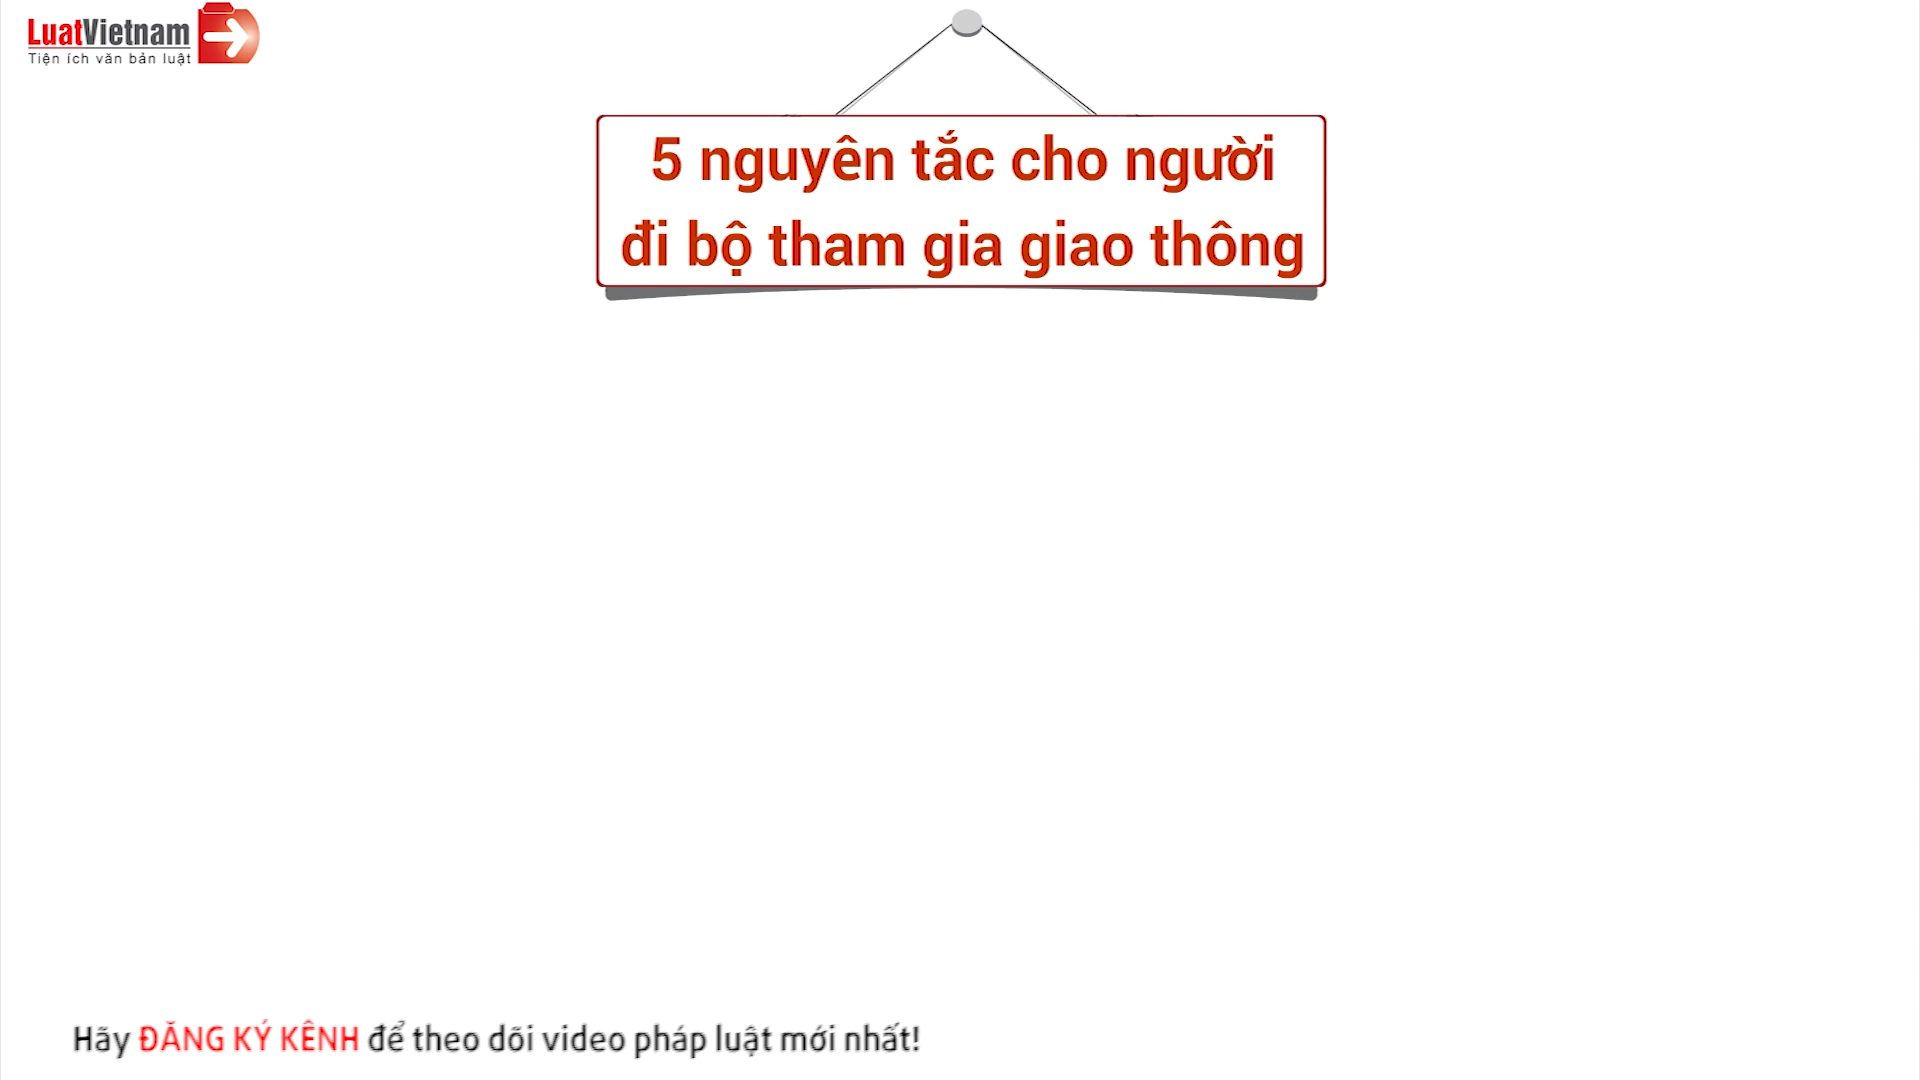 LuatVietnam
Tiện ích văn bản luật
5 nguyên tắc cho người
đi bộ tham gia giao thông
Hãy ĐĂNG KÝ KÊNH để theo dõi video pháp luật mới nhất!